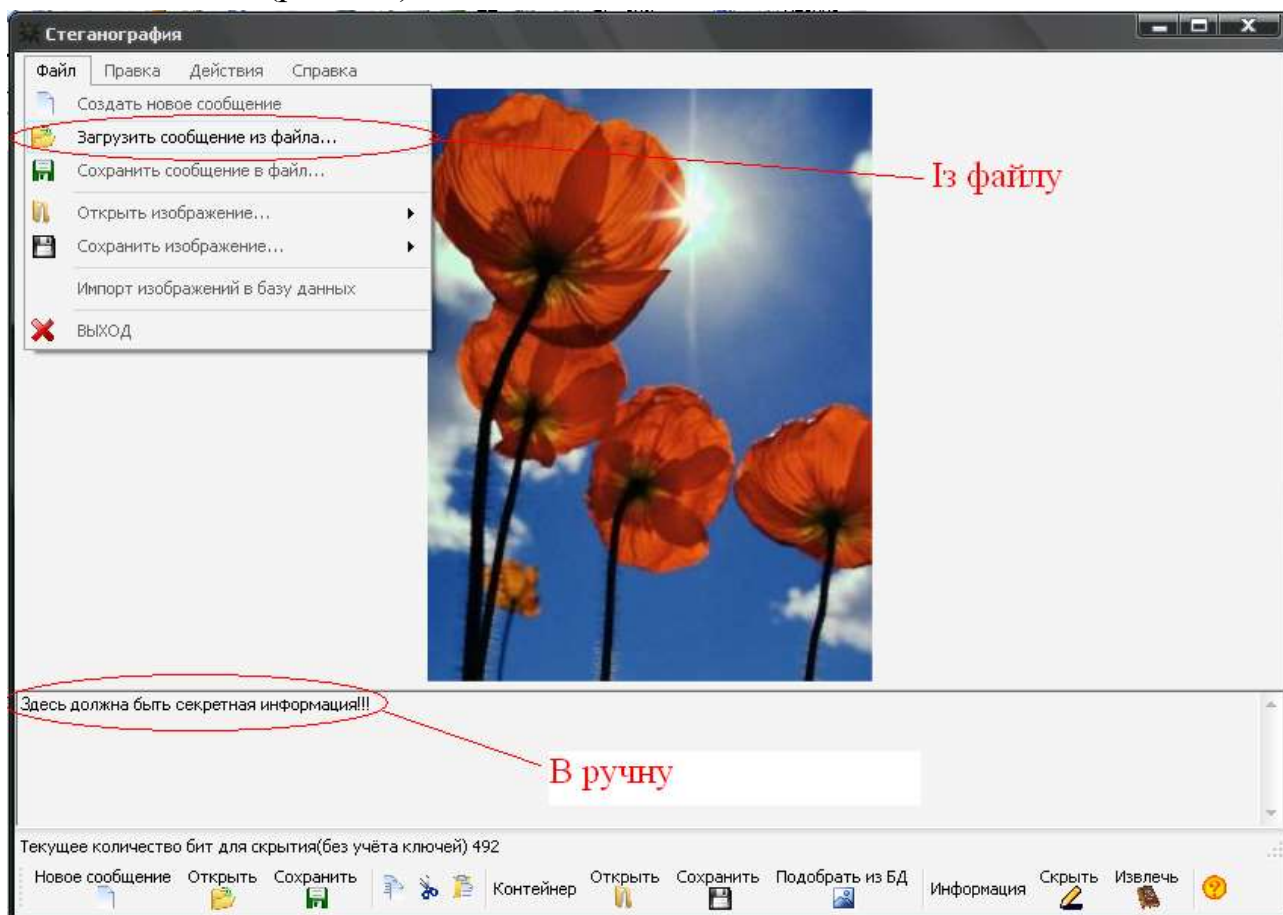 Стеганография
Файл Правка Действия Справка
Создать новое сообщение
Загрузить сообщение из файла...
Сохранить сообщение в файл...
Открыть изображение...
Сохранить изображение...
Импорт изображений в базу данных
ВЫХОД
Із файлу
Здесь должна быть секретная информация!!!
В ручну
Текущее количество бит для скрытия(без учёта ключей) 492
Новое сообщение Открыть Сохранить Контейнер Открыть Сохранить Подобрать из БД Информация Скрыть Извлечь